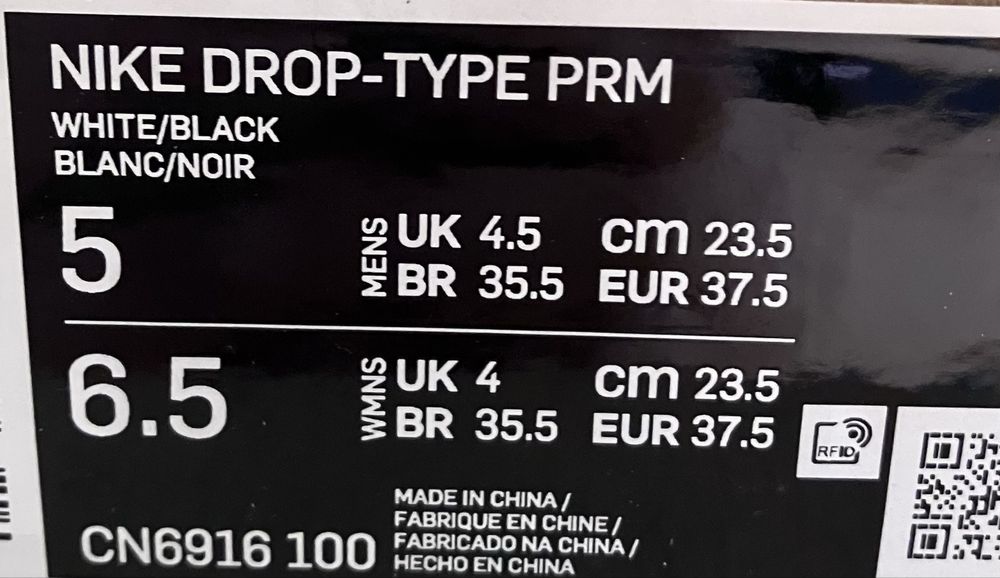 NIKE DROP-TYPE PRM
WHITE/BLACK
BLANC/NOIR
5
MENS
UK 4.5 cm 23.5
BR 35.5 EUR 37.5
6.5
WMNS
UK 4 cm 23.5
BR 35.5 EUR 37.5
RFID
CN6916 100
MADE IN CHINA /
FABRIQUE EN CHINE /
FABRICADO NA CHINA /
HECHO EN CHINA